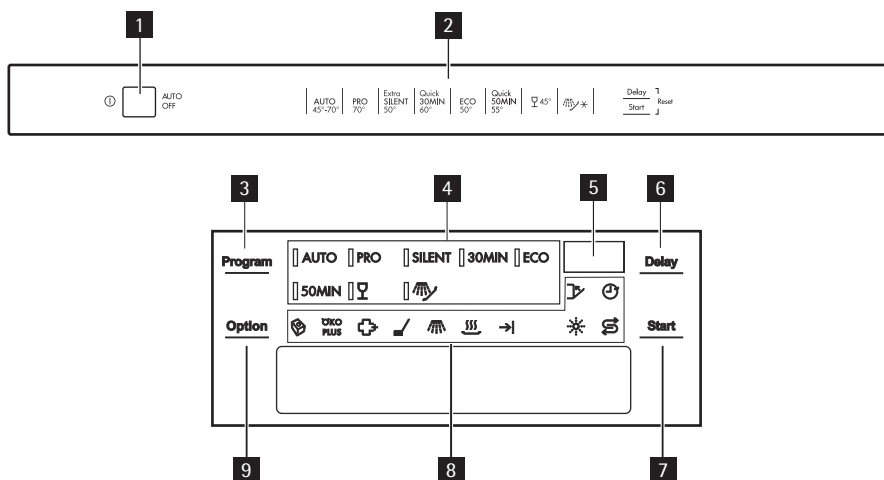 1
2
AUTO
OFF
AUTO
45°-70°
PRO
70°
Extra
SILENT
50°
Quick
30MIN
60°
ECO
50°
Quick
50MIN
55°
45°
Delay
Start
Reset
3
4
5
6
Program
AUTO PRO SILENT 30MIN ECO
Delay
50MIN
Option
ÖKO
PLUS
Start
9
8
7